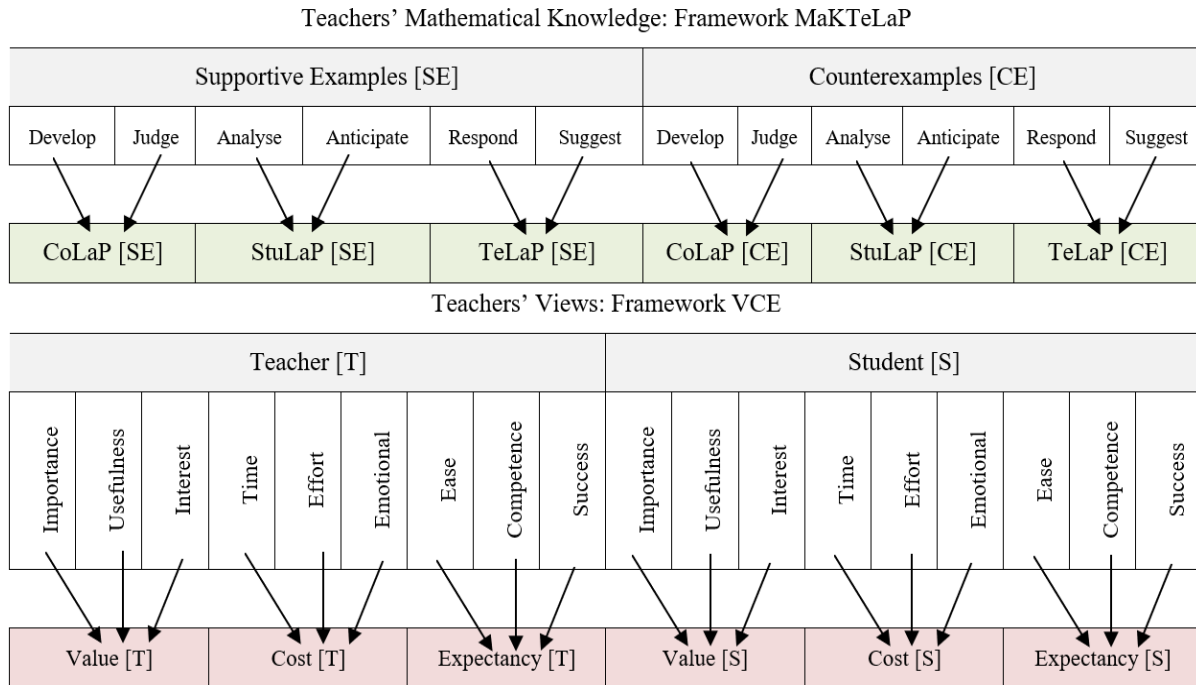 Teachers’ Mathematical Knowledge: Framework MaKTeLaP
Supportive Examples [SE] Counterexamples [CE]
Develop Judge Analyse Anticipate Respond Suggest Develop Judge Analyse Anticipate Respond Suggest
CoLaP [SE] StuLaP [SE] TeLaP [SE] CoLaP [CE] StuLaP [CE] TeLaP [CE]
Teachers’ Views: Framework VCE
Teacher [T] Student [S]
Importance Usefulness Interest Time Effort Emotional Ease Competence Success Importance Usefulness Interest Time Effort Emotional Ease Competence Success
Value [T] Cost [T] Expectancy [T] Value [S] Cost [S] Expectancy [S]